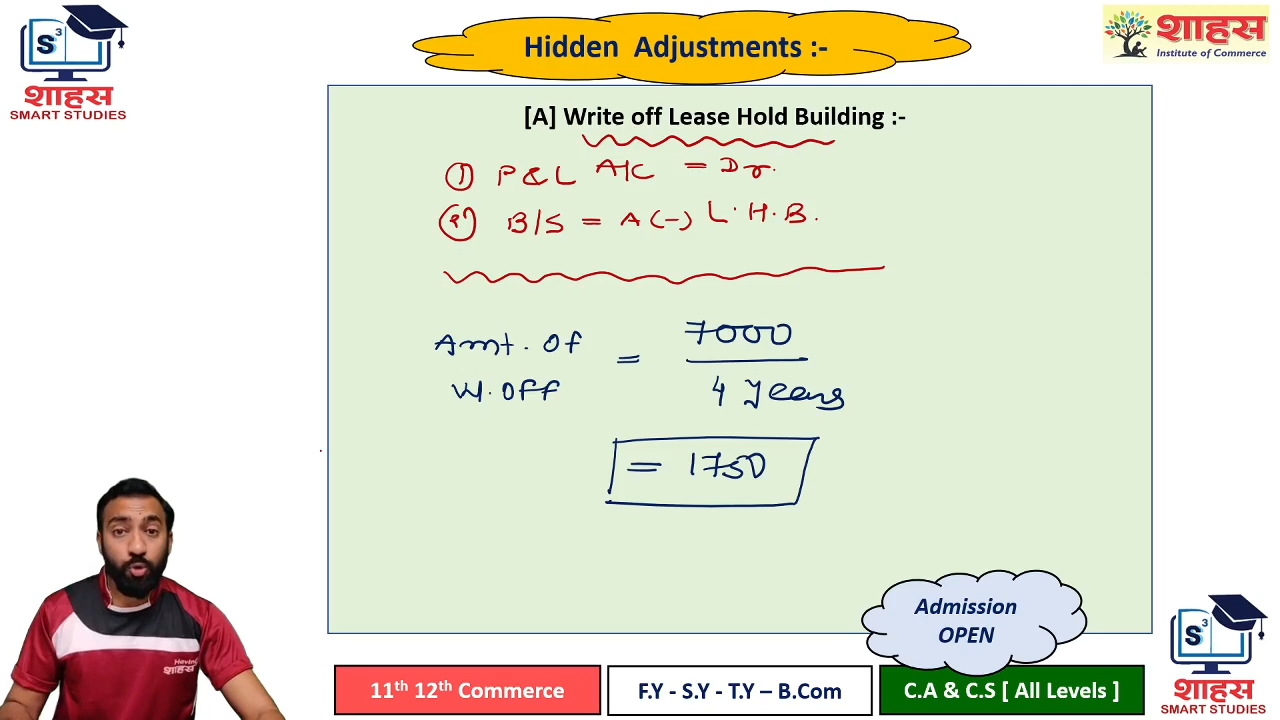 S³
शाहस
SMART STUDIES
Hidden Adjustments :-
शाहस
Institute of Commerce
[A] Write off Lease Hold Building :-
① P & L A/C = Dr.
B/S = A (-) L.H.B.
Amt. Of
W. Off
=
7000
4 years
= 1750
शाहस
Admission
OPEN
S³
शाहस
SMART STUDIES
11th 12th Commerce
F.Y - S.Y - T.Y – B.Com
C.A & C.S [ All Levels ]